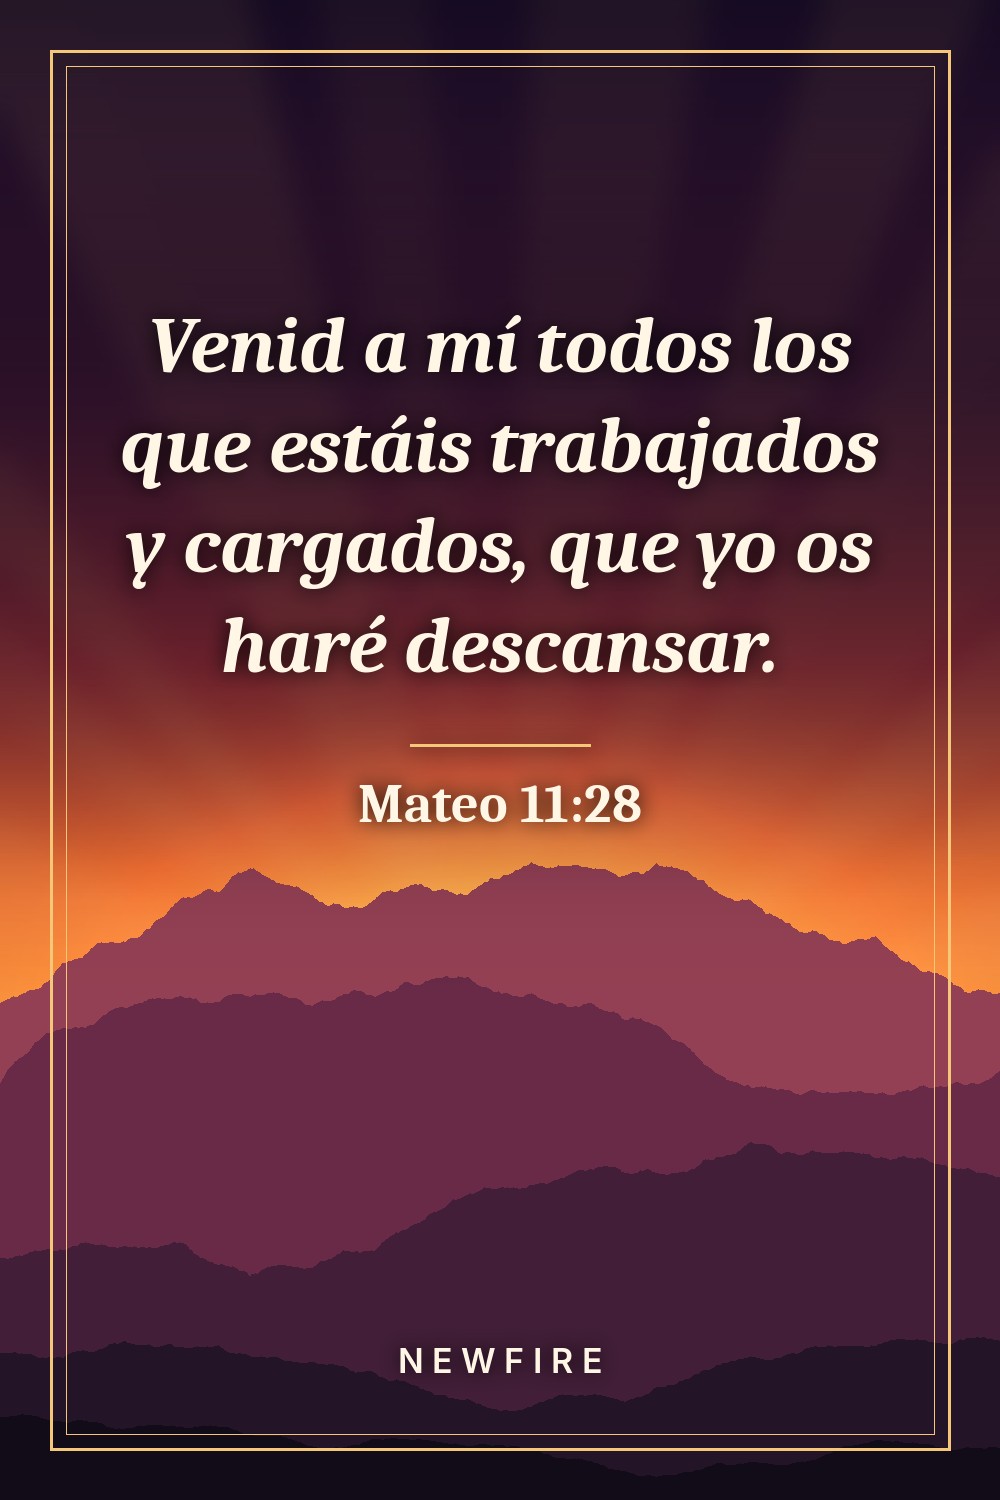 Venid a mí todos los
que estáis trabajados
y cargados, que yo os
haré descansar.
Mateo 11:28
NEWFIRE